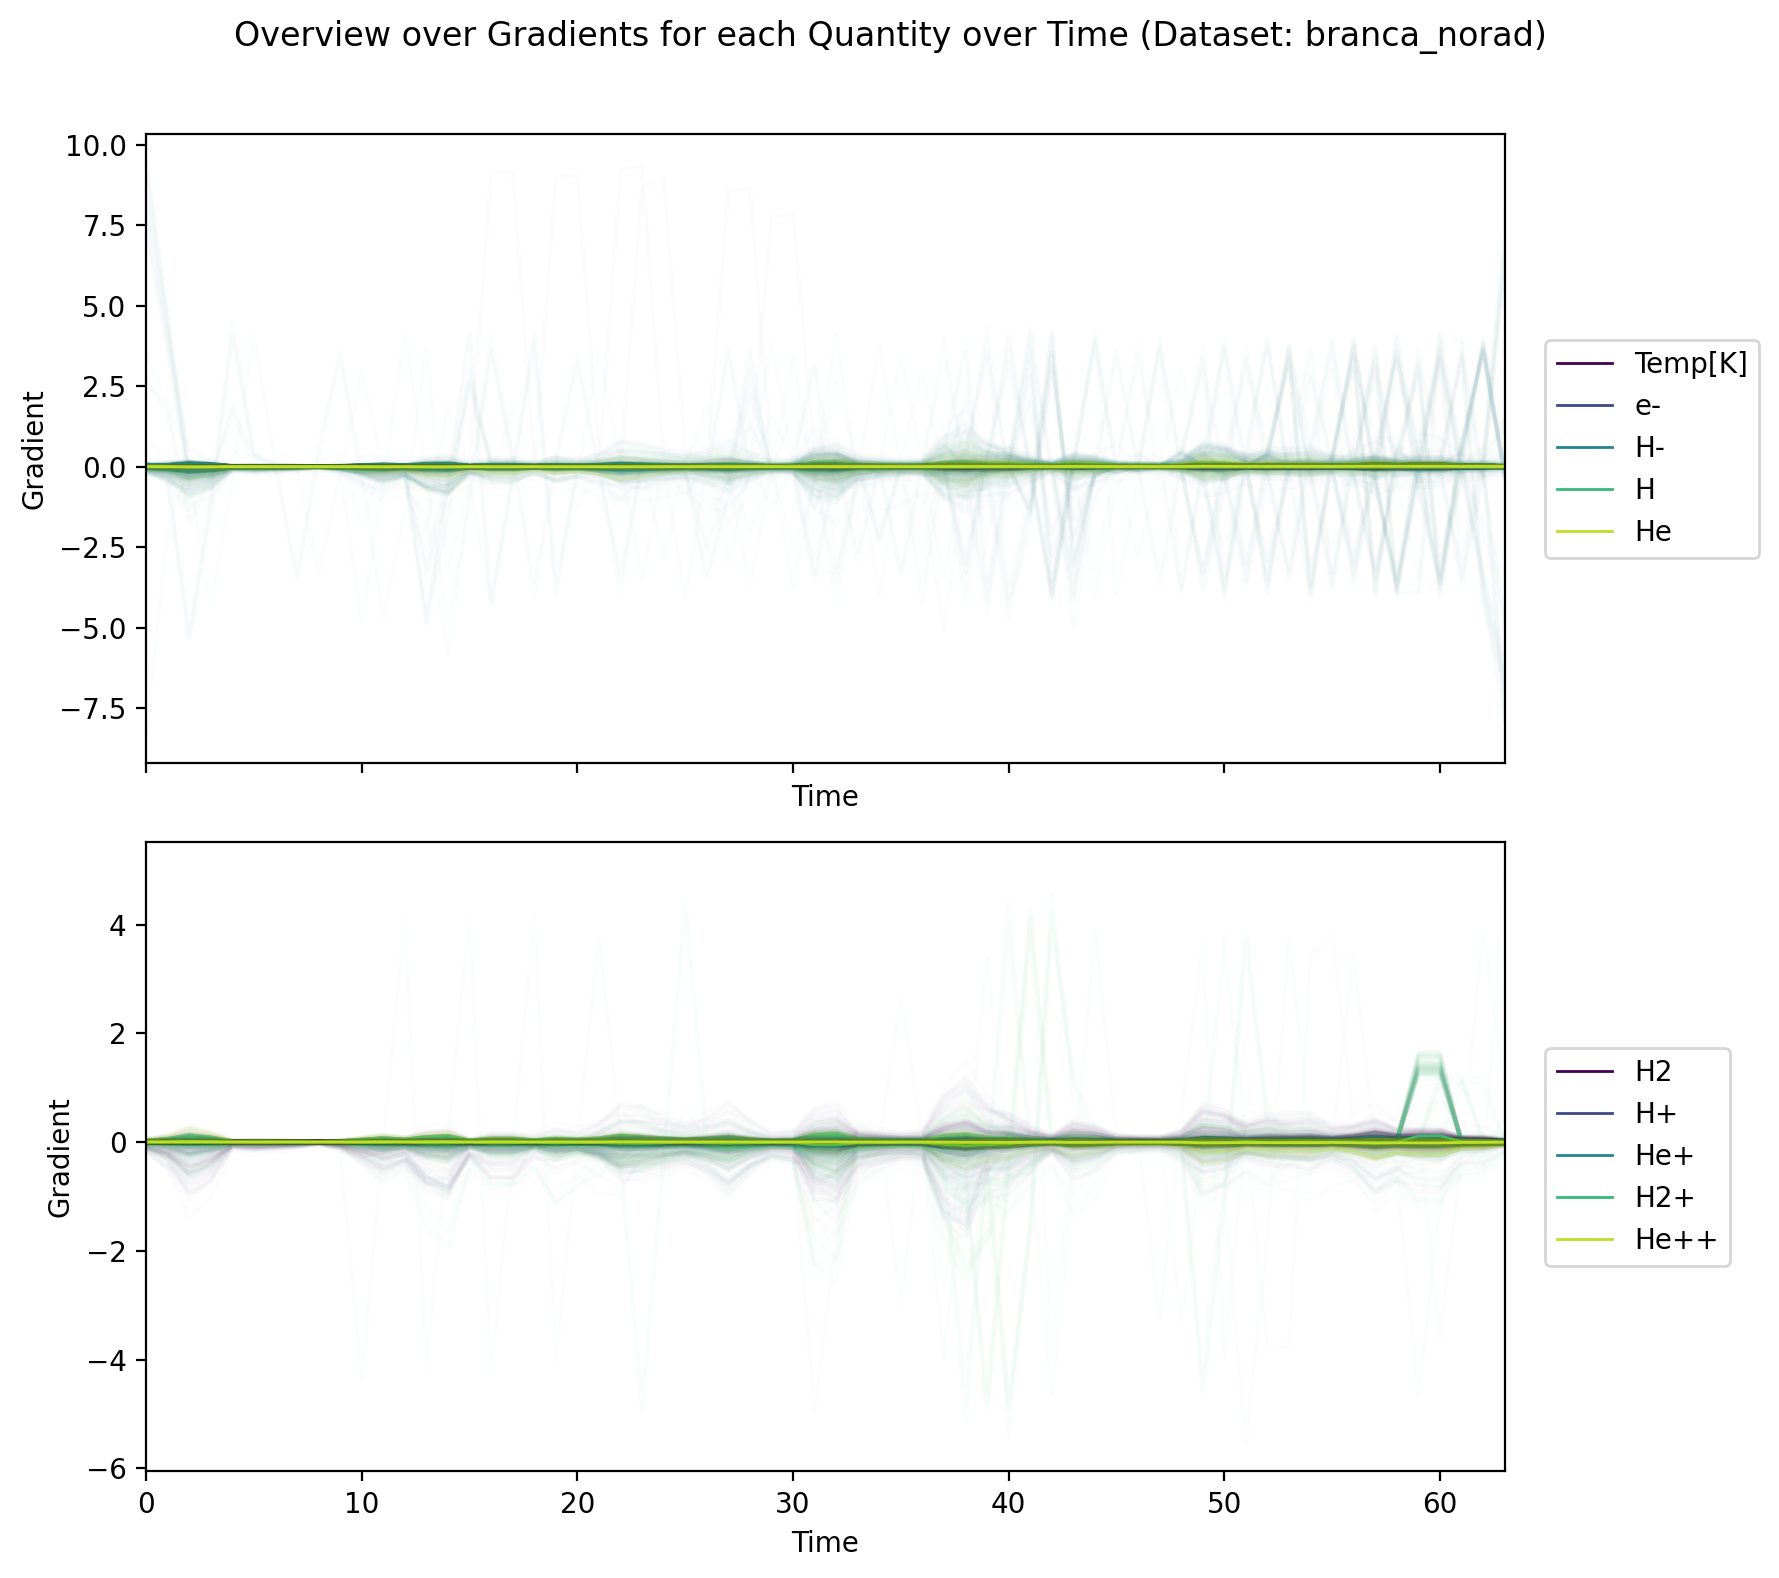 Overview over Gradients for each Quantity over Time (Dataset: branca_norad)
10.0
7.5
5.0
2.5
0.0
−2.5
−5.0
−7.5
Gradient
Time
Temp[K]
e-
H-
H
He
4
2
0
−2
−4
−6
Gradient
0 10 20 30 40 50 60
Time
H2
H+
He+
H2+
He++